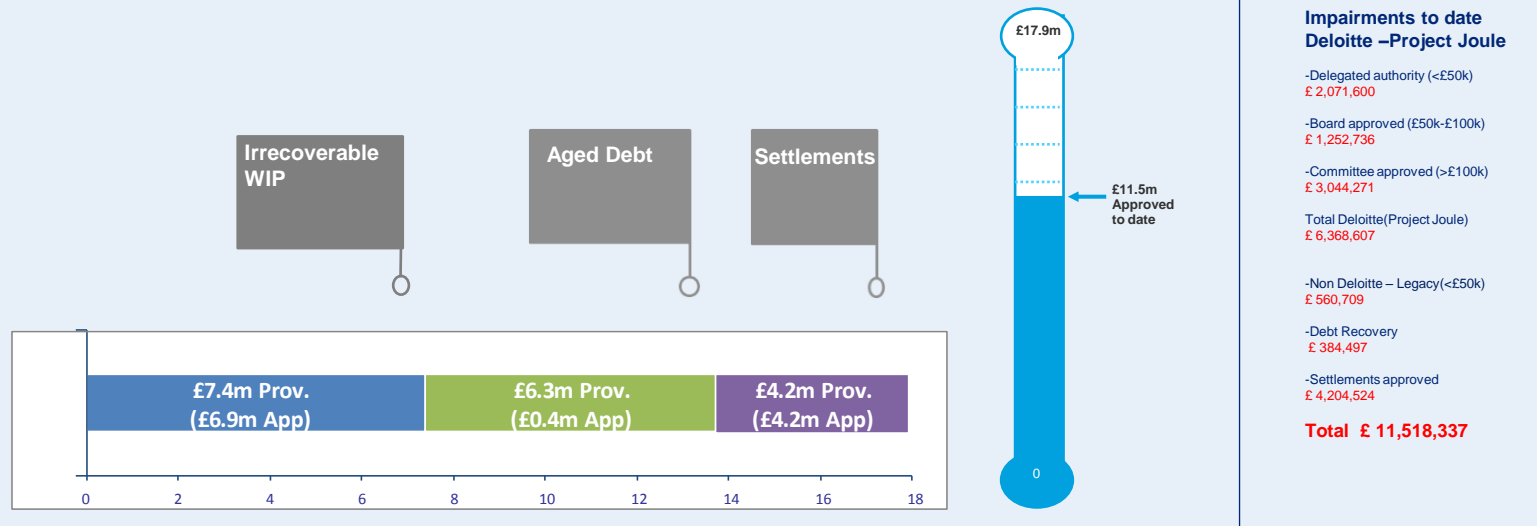 Irrecoverable
WIP
Aged Debt
Settlements
£7.4m Prov.
(£6.9m App)
£6.3m Prov.
(£0.4m App)
£4.2m Prov.
(£4.2m App)
0 2 4 6 8 10 12 14 16 18
£17.9m
£11.5m
Approved
to date
0
Impairments to date
Deloitte –Project Joule
-Delegated authority (<£50k)
£ 2,071,600
-Board approved (£50k-£100k)
£ 1,252,736
-Committee approved (>£100k)
£ 3,044,271
Total Deloitte(Project Joule)
£ 6,368,607
-Non Deloitte – Legacy(<£50k)
£ 560,709
-Debt Recovery
£ 384,497
-Settlements approved
£ 4,204,524
Total £ 11,518,337